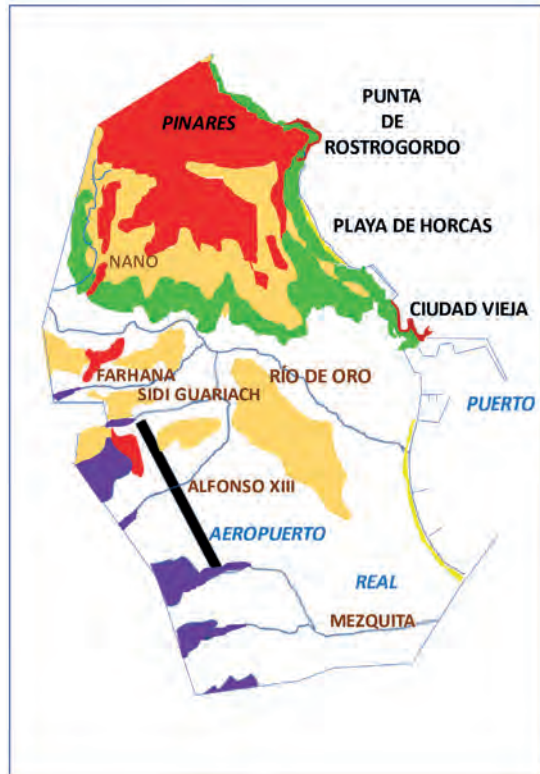 PINARES
PUNTA
DE
ROSTROGORDO
PLAYA DE HORCAS
NANO
CIUDAD VIEJA
FARHANA
RÍO DE ORO
SIDI GUARIACH
PUERTO
ALFONSO XIII
AEROPUERTO
REAL
MEZQUITA